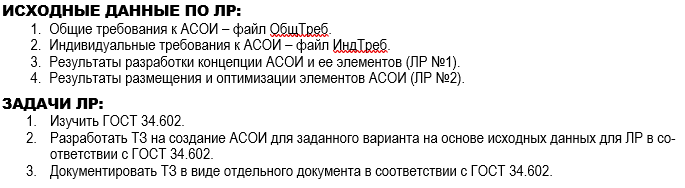 ИСХОДНЫЕ ДАННЫЕ ПО ЛР:
1. Общие требования к АСОИ – файл ОбщТреб.
2. Индивидуальные требования к АСОИ – файл ИндТреб.
3. Результаты разработки концепции АСОИ и ее элементов (ЛР №1).
4. Результаты размещения и оптимизации элементов АСОИ (ЛР №2).
ЗАДАЧИ ЛР:
1. Изучить ГОСТ 34.602.
2. Разработать ТЗ на создание АСОИ для заданного варианта на основе исходных данных для ЛР в со-
ответствии с ГОСТ 34.602.
3. Документировать ТЗ в виде отдельного документа в соответствии с ГОСТ 34.602.